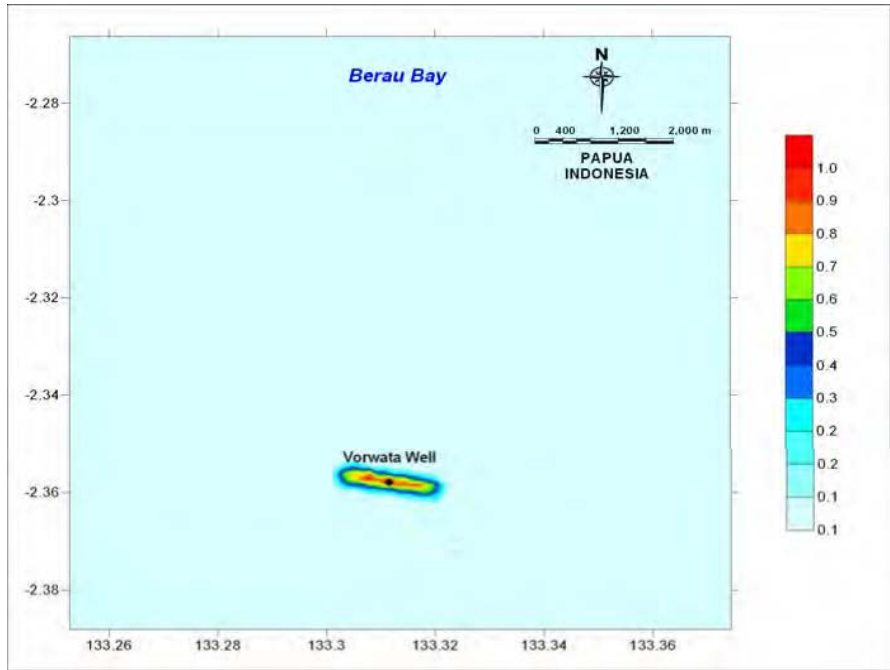 Berau Bay
N
0 400 1,200 2,000 m
PAPUA
INDONESIA
-2.28
-2.3
-2.32
-2.34
-2.36
-2.38
Vorwata Well
133.26 133.28 133.3 133.32 133.34 133.36
1.0
0.9
0.8
0.7
0.6
0.5
0.4
0.3
0.2
0.2
0.1
0.1